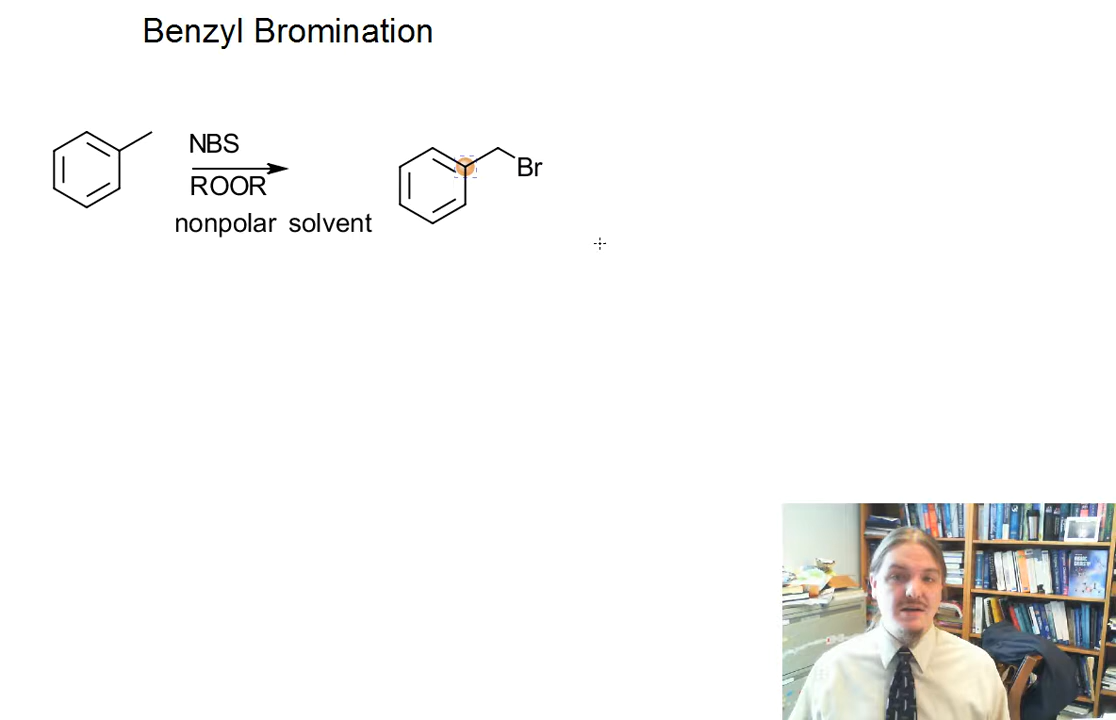 Benzyl Bromination
NBS
ROOR
nonpolar solvent
Br